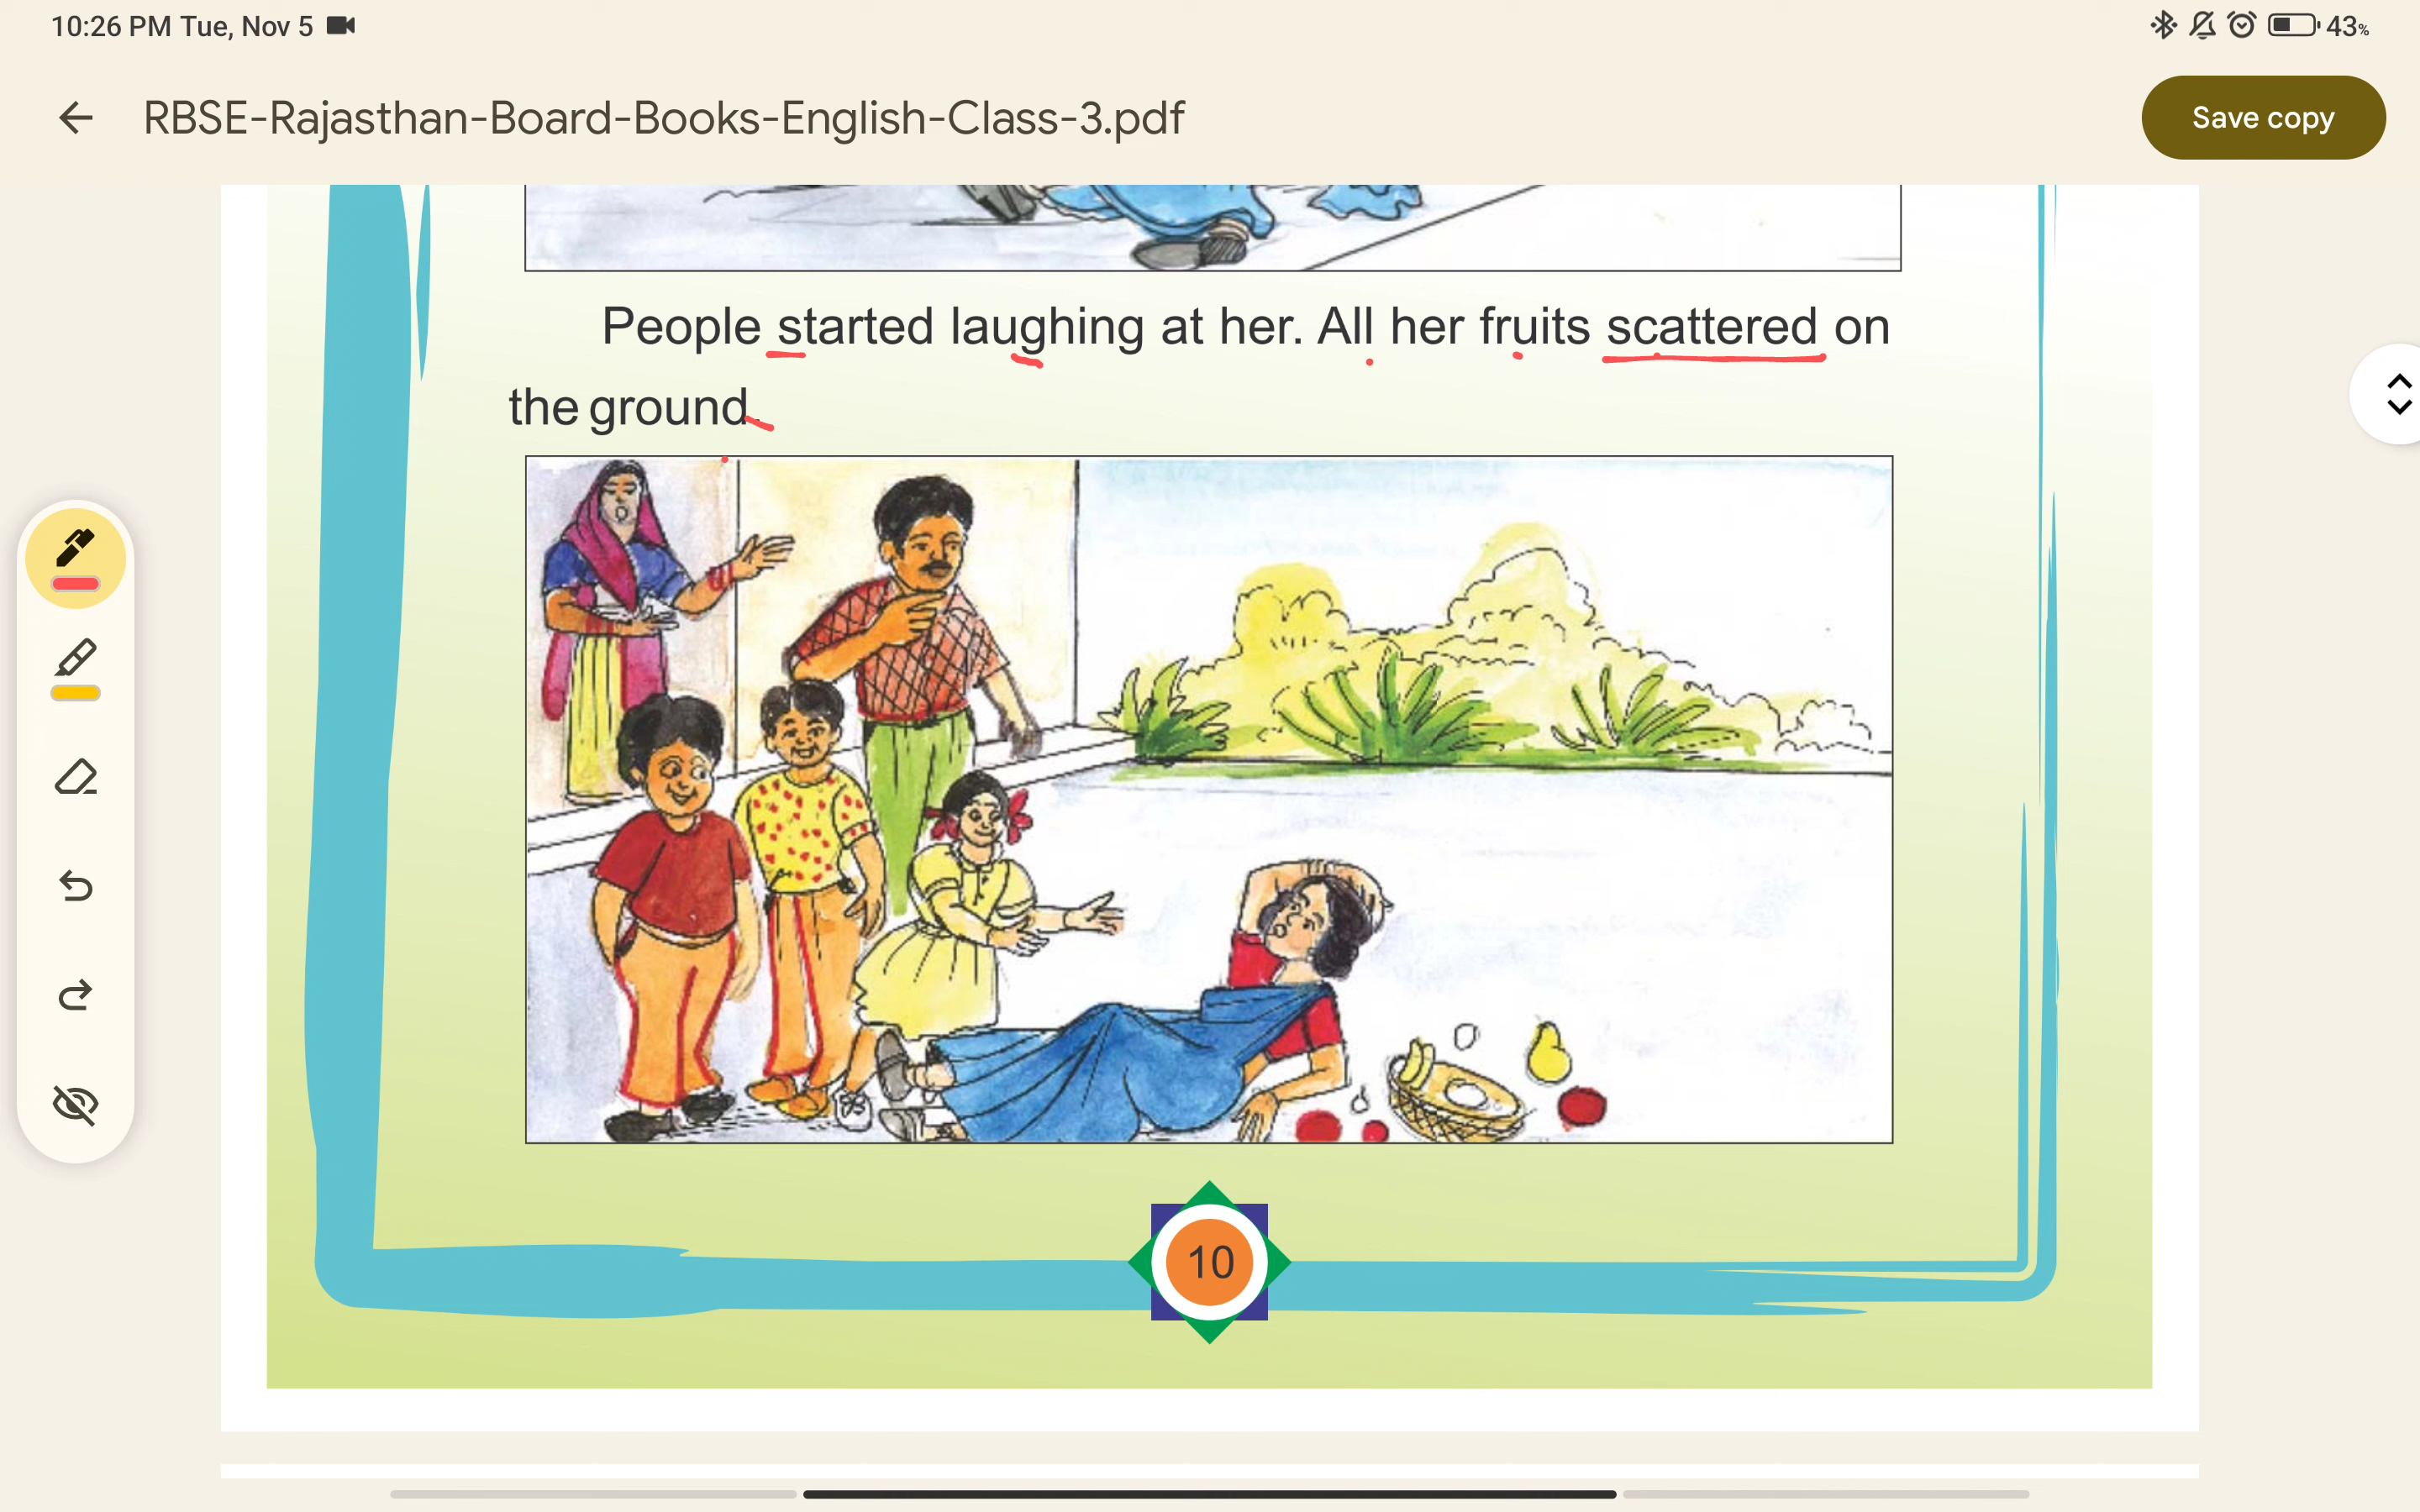 10:26 PM Tue, Nov 5
43%
RBSE-Rajasthan-Board-Books-English-Class-3.pdf
Save copy
People started laughing at her. All her fruits scattered on
the ground.
10